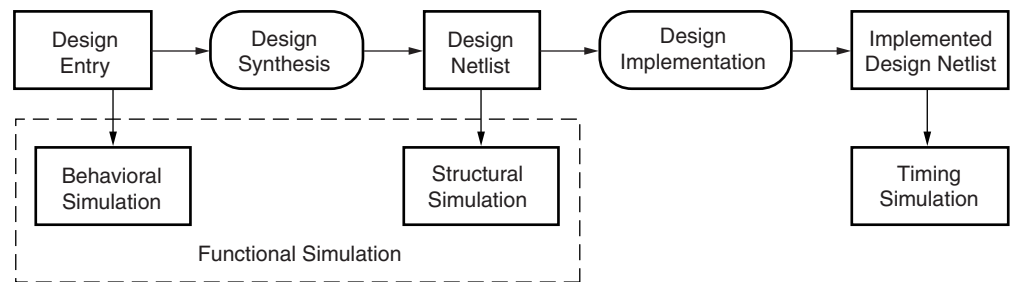 Design
Entry
Design
Synthesis
Design
Netlist
Design
Implementation
Implemented
Design Netlist
Behavioral
Simulation
Structural
Simulation
Timing
Simulation
Functional Simulation